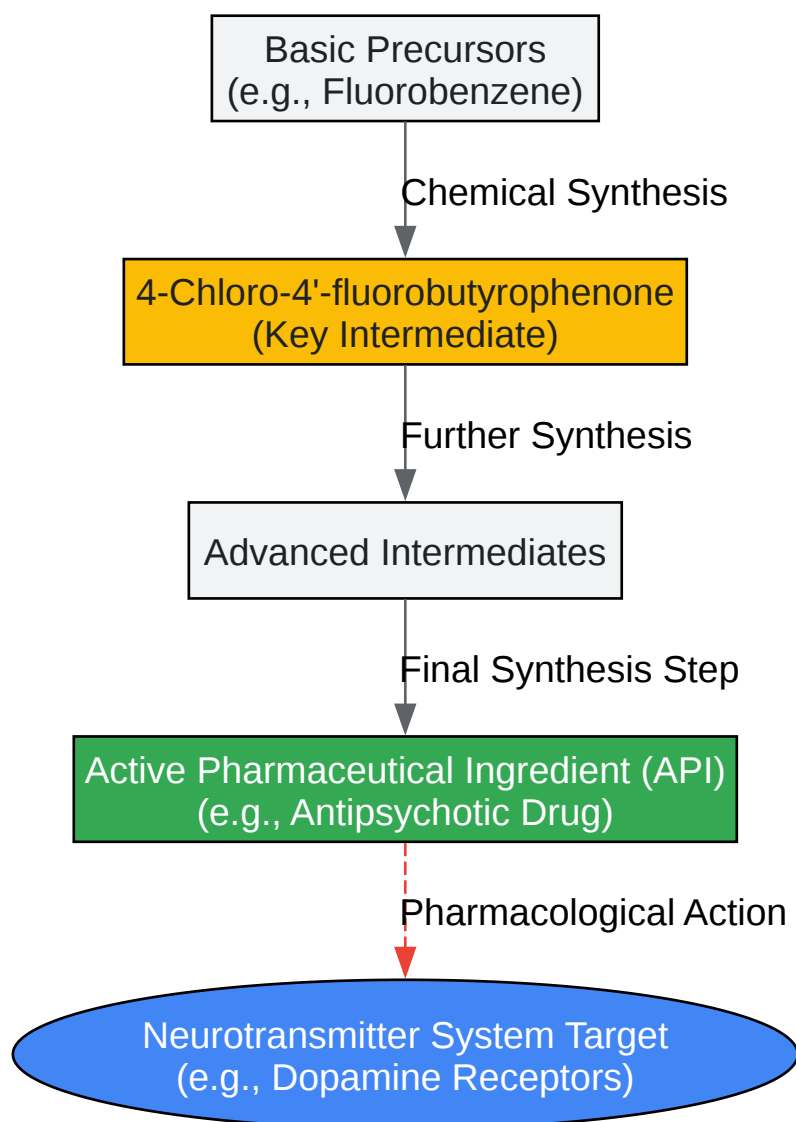 Basic Precursors
(e.g., Fluorobenzene)
Chemical Synthesis
4-Chloro-4'-fluorobutyrophenone
(Key Intermediate)
Further Synthesis
Advanced Intermediates
Final Synthesis Step
Active Pharmaceutical Ingredient (API)
(e.g., Antipsychotic Drug)
Pharmacological Action
Neurotransmitter System Target
(e.g., Dopamine Receptors)